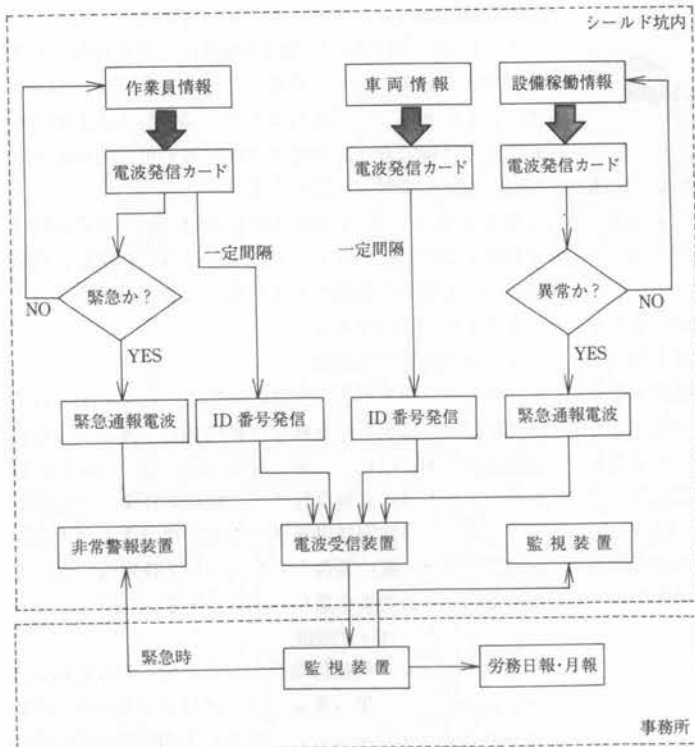 シールド坑内
作業員情報
車両情報
設備稼働情報
電波発信カード
電波発信カード
電波発信カード
一定間隔
一定間隔
緊急か?
異常か?
NO
NO
YES
YES
緊急通報電波
ID番号発信
ID番号発信
緊急通報電波
非常警報装置
電波受信装置
監視装置
緊急時
監視装置
労務日報・月報
事務所